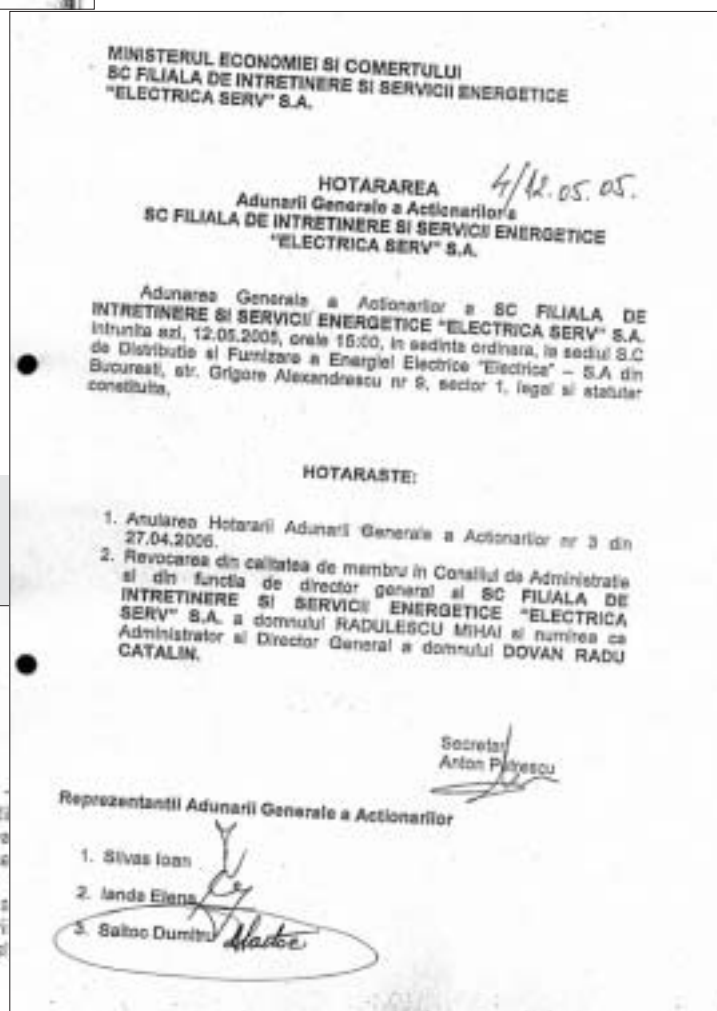 MINISTERUL ECONOMIEI SI COMERTULUI
SC FILIALA DE INTRETINERE SI SERVICII ENERGETICE
"ELECTRICA SERV" S.A.
HOTARAREA 4/12.05.05.
Adunarii Generale a Actionarilor a
SC FILIALA DE INTRETINERE SI SERVICII ENERGETICE
"ELECTRICA SERV" S.A.
Adunarea Generala a Actionarilor a SC FILIALA DE
INTRETINERE SI SERVICII ENERGETICE "ELECTRICA SERV" S.A.
intrunita azi, 12.05.2005, orele 15:00, in sedinta ordinara, la sediul S.C
de Distributie si Furnizare a Energiei Electrice "Electrica" – S.A din
Bucuresti, str. Grigore Alexandrescu nr 9, sector 1, legal si statutar
constituita,
HOTARASTE:
1. Anularea Hotararii Adunarii Generale a Actionarilor nr 3 din
27.04.2005.
2. Revocarea din calitatea de membru in Consiliul de Administratie
si din functia de director general al SC FILIALA DE
INTRETINERE SI SERVICII ENERGETICE "ELECTRICA
SERV" S.A. a domnului RADULESCU MIHAI si numirea ca
Administrator si Director General a domnului DOVAN RADU
CATALIN.
Secretar
Anton Petrescu
Reprezentantii Adunarii Generale a Actionarilor
1. Silvas Ioan
2. Ianda Elena
3. Saitoc Dumitru